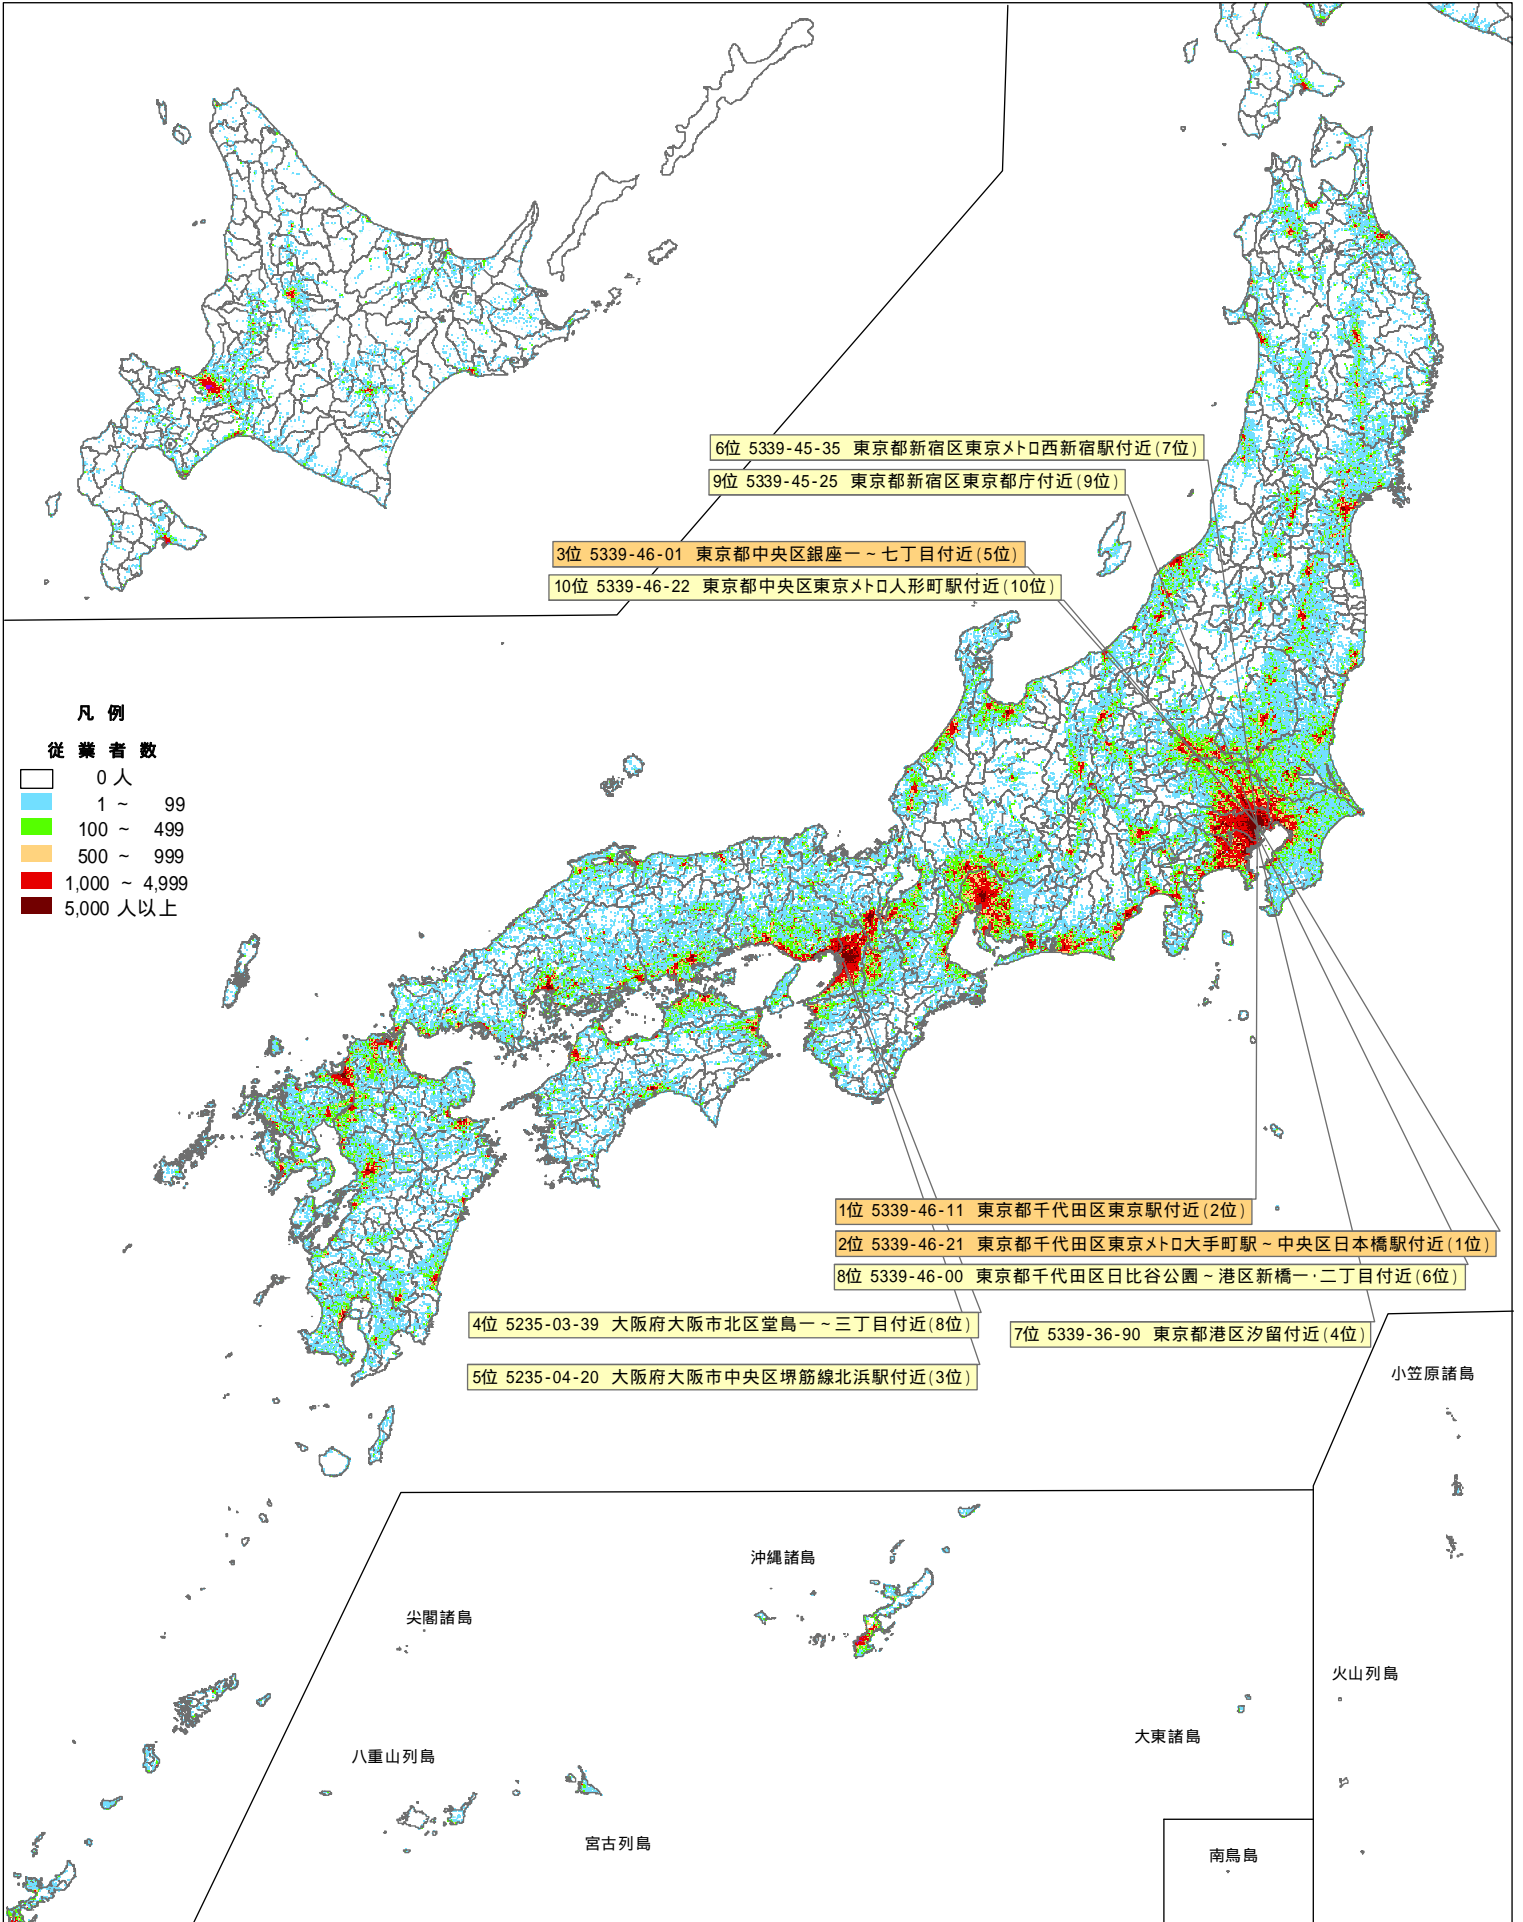 6位 5339-45-35 東京都新宿区東京メトロ西新宿駅付近(7位)
9位 5339-45-25 東京都新宿区東京都庁付近(9位)
3位 5339-46-01 東京都中央区銀座一～七丁目付近(5位)
10位 5339-46-22 東京都中央区東京メトロ人形町駅付近(10位)
凡 例
従 業 者 数
0 人
1 ～ 99
100 ～ 499
500 ～ 999
1,000 ～ 4,999
5,000 人以上
1位 5339-46-11 東京都千代田区東京駅付近(2位)
2位 5339-46-21 東京都千代田区東京メトロ大手町駅～中央区日本橋駅付近(1位)
8位 5339-46-00 東京都千代田区日比谷公園～港区新橋一・二丁目付近(6位)
4位 5235-03-39 大阪府大阪市北区堂島一～三丁目付近(8位)
7位 5339-36-90 東京都港区汐留付近(4位)
5位 5235-04-20 大阪府大阪市中央区堺筋線北浜駅付近(3位)
小笠原諸島
沖縄諸島
尖閣諸島
火山列島
大東諸島
八重山列島
宮古列島
南鳥島